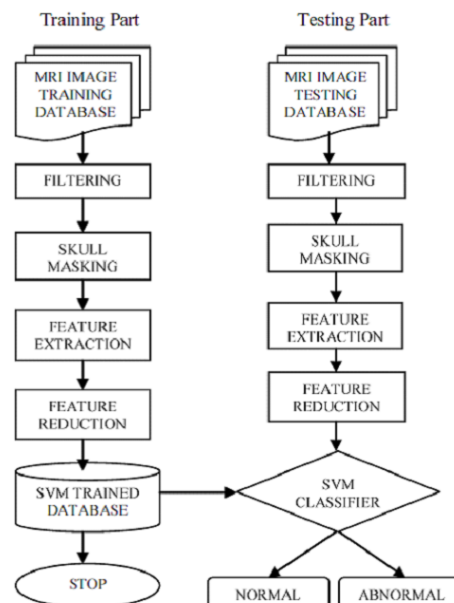 Training Part
MRI IMAGE
TRAINING
DATABASE
FILTERING
SKULL
MASKING
FEATURE
EXTRACTION
FEATURE
REDUCTION
SVM TRAINED
DATABASE
STOP
Testing Part
MRI IMAGE
TESTING
DATABASE
FILTERING
SKULL
MASKING
FEATURE
EXTRACTION
FEATURE
REDUCTION
SVM
CLASSIFIER
NORMAL
ABNORMAL